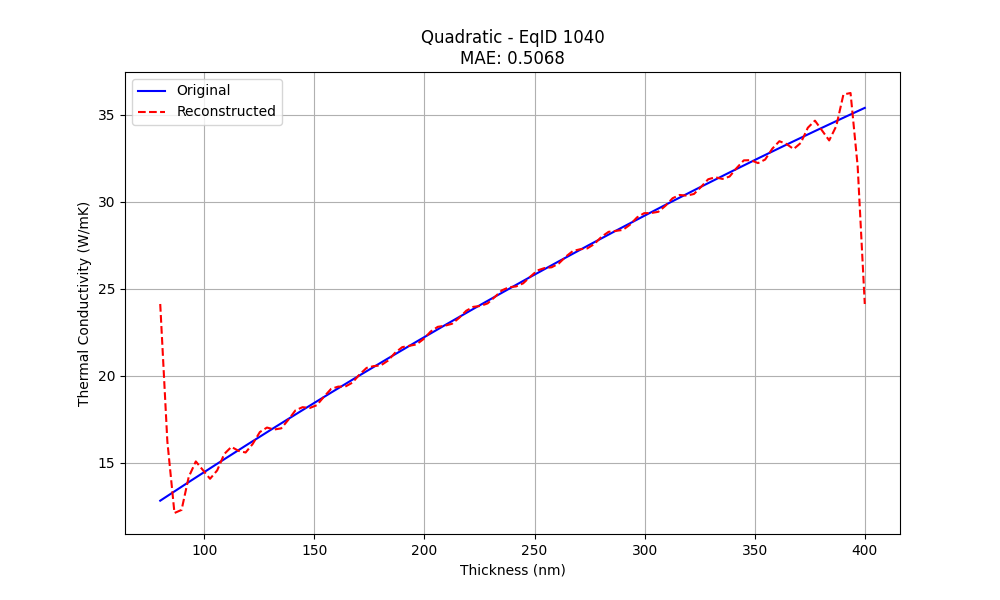 Quadratic - EqID 1040
MAE: 0.5068
Original
Reconstructed
Thermal Conductivity (W/mK)
35
30
25
20
15
100 150 200 250 300 350 400
Thickness (nm)